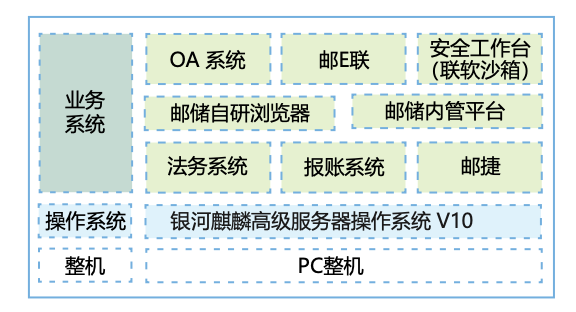 业务
系统
OA 系统
邮E联
安全工作台
（联软沙箱）
邮储自研浏览器
邮储内管平台
法务系统
报账系统
邮捷
操作系统
银河麒麟高级服务器操作系统 V10
整机
PC整机